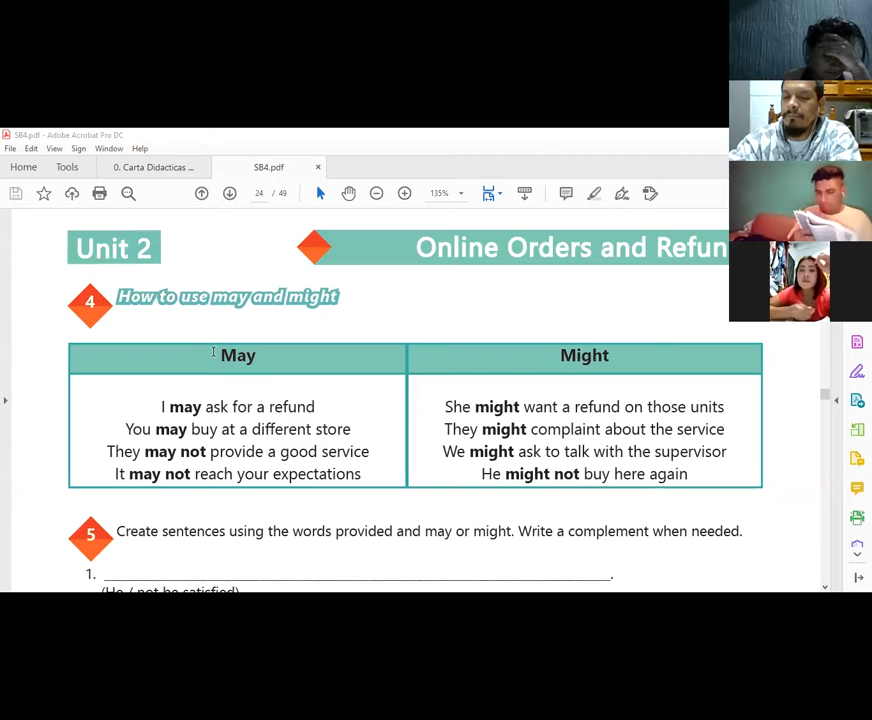 SB4.pdf - Adobe Acrobat Pro DC
File Edit View Sign Window Help
Home Tools 0. Carta Didacticas ... SB4.pdf ×
24 / 49 135%
Unit 2 Online Orders and Refun
4 How to use may and might
May Might
I may ask for a refund She might want a refund on those units
You may buy at a different store They might complaint about the service
They may not provide a good service We might ask to talk with the supervisor
It may not reach your expectations He might not buy here again
5 Create sentences using the words provided and may or might. Write a complement when needed.
1. ______________________________.
(He / not be satisfied)